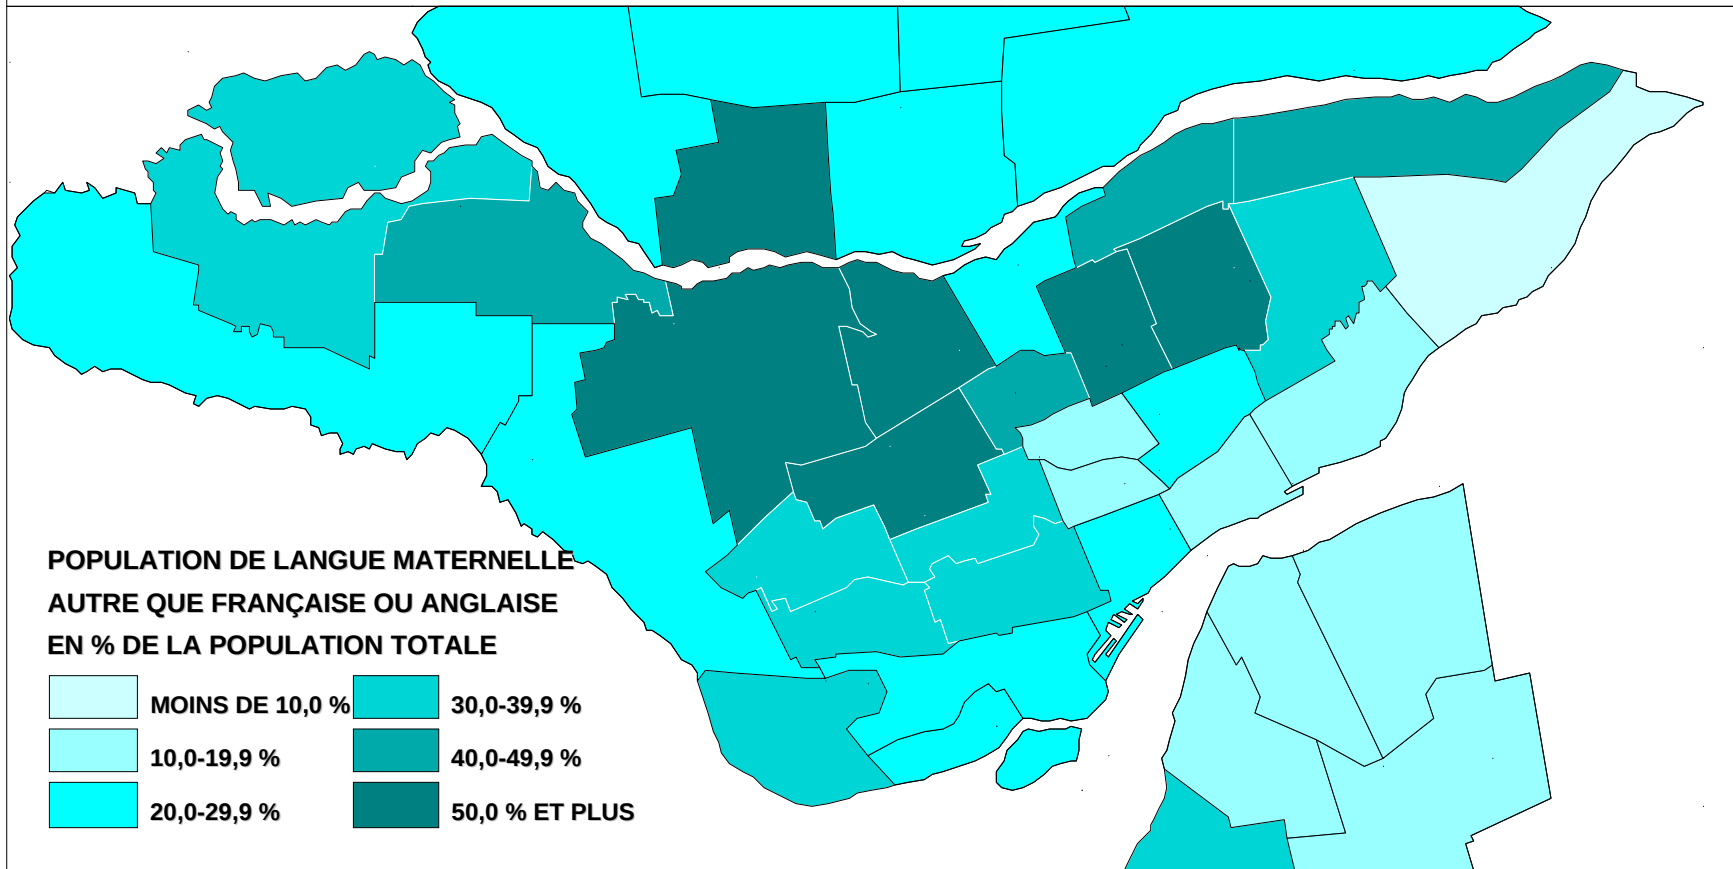 POPULATION DE LANGUE MATERNELLE
AUTRE QUE FRANÇAISE OU ANGLAISE
EN % DE LA POPULATION TOTALE
MOINS DE 10,0 %
10,0-19,9 %
20,0-29,9 %
30,0-39,9 %
40,0-49,9 %
50,0 % ET PLUS